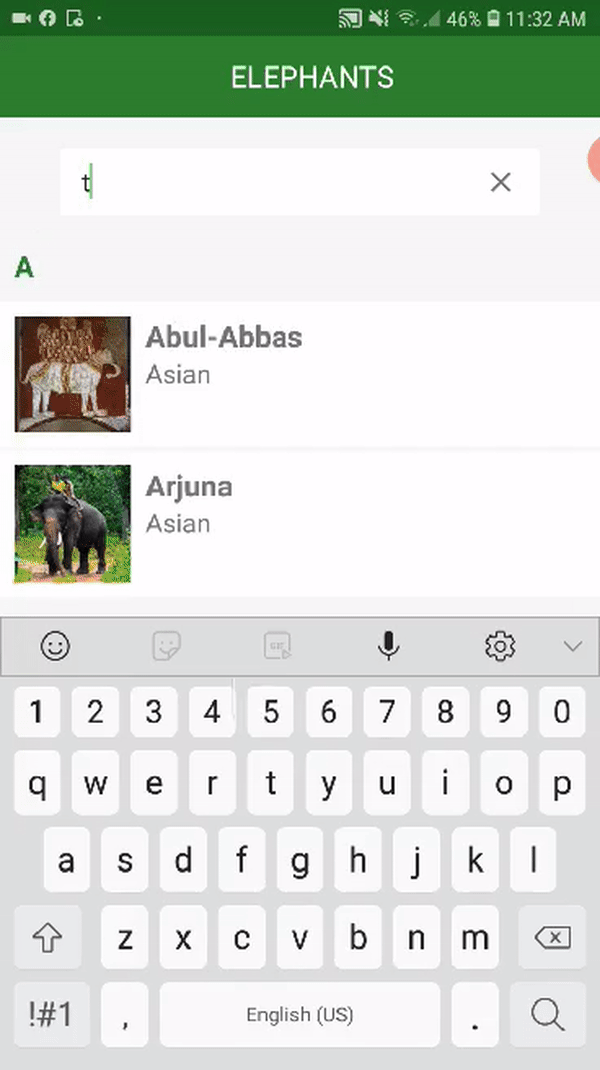 46% 11:32 AM
ELEPHANTS
t
A
Abul-Abbas
Asian
Arjuna
Asian
GIF
1 2 3 4 5 6 7 8 9 0
q w e r t y u i o p
a s d f g h j k l
z x c v b n m
!#1 , English (US) .